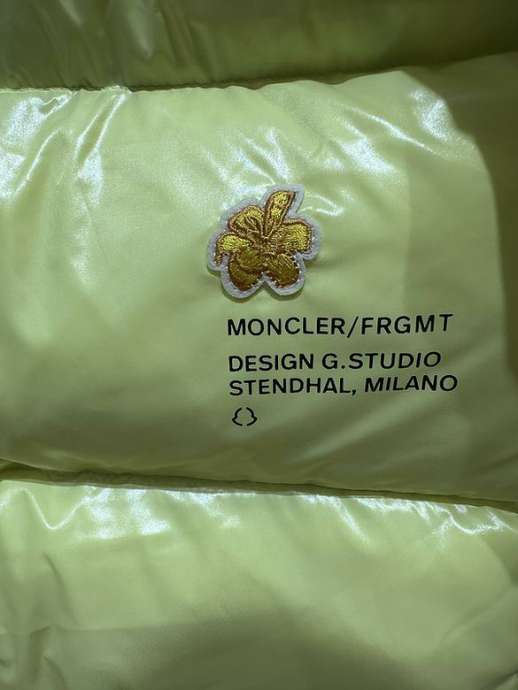 MONCLER/FRGMT
DESIGN G.STUDIO
STENDHAL, MILANO